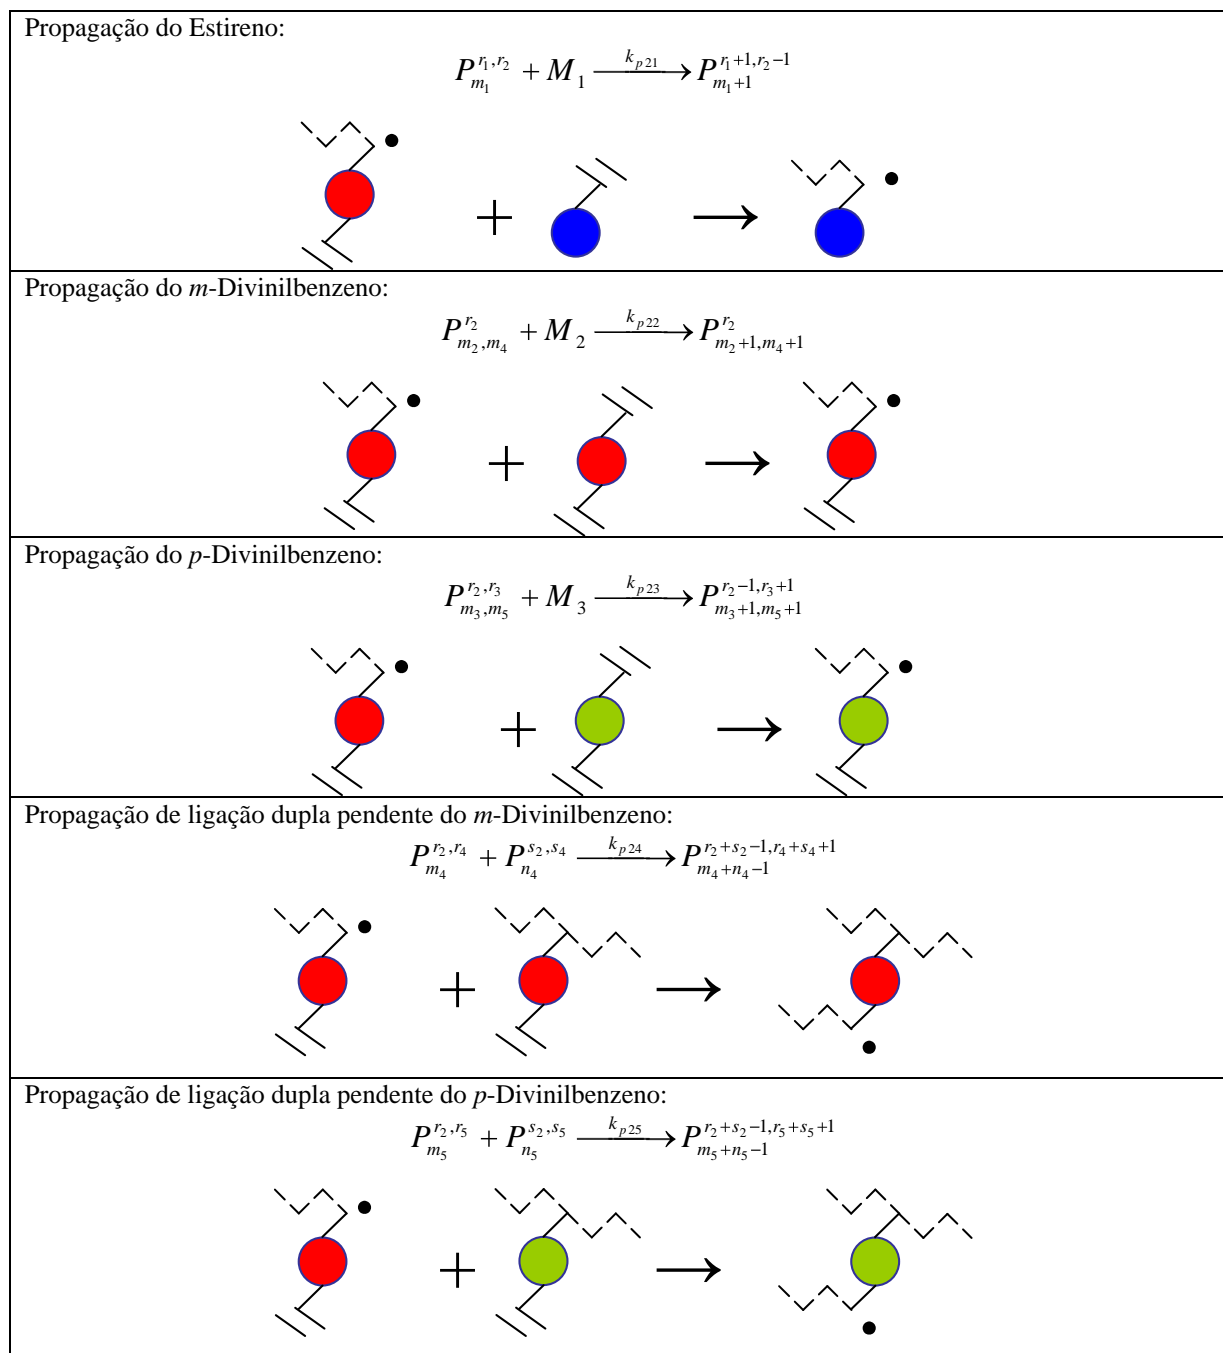 Propagação do Estireno:
$P_{m_1}^{r_1,r_2} + M_1 \xrightarrow{k_{p21}} P_{m_1+1}^{r_1+1,r_2-1}$
+
Propagação do m-Divinilbenzeno:
$P_{m_2,m_4}^{r_2} + M_2 \xrightarrow{k_{p22}} P_{m_2+1,m_4+1}^{r_2}$
+
Propagação do p-Divinilbenzeno:
$P_{m_3,m_5}^{r_2,r_3} + M_3 \xrightarrow{k_{p23}} P_{m_3+1,m_5+1}^{r_2-1,r_3+1}$
+
Propagação de ligação dupla pendente do m-Divinilbenzeno:
$P_{m_4}^{r_2,r_4} + P_{n_4}^{s_2,s_4} \xrightarrow{k_{p24}} P_{m_4+n_4-1}^{r_2+s_2-1,r_4+s_4+1}$
+
Propagação de ligação dupla pendente do p-Divinilbenzeno:
$P_{m_5}^{r_2,r_5} + P_{n_5}^{s_2,s_5} \xrightarrow{k_{p25}} P_{m_5+n_5-1}^{r_2+s_2-1,r_5+s_5+1}$
+